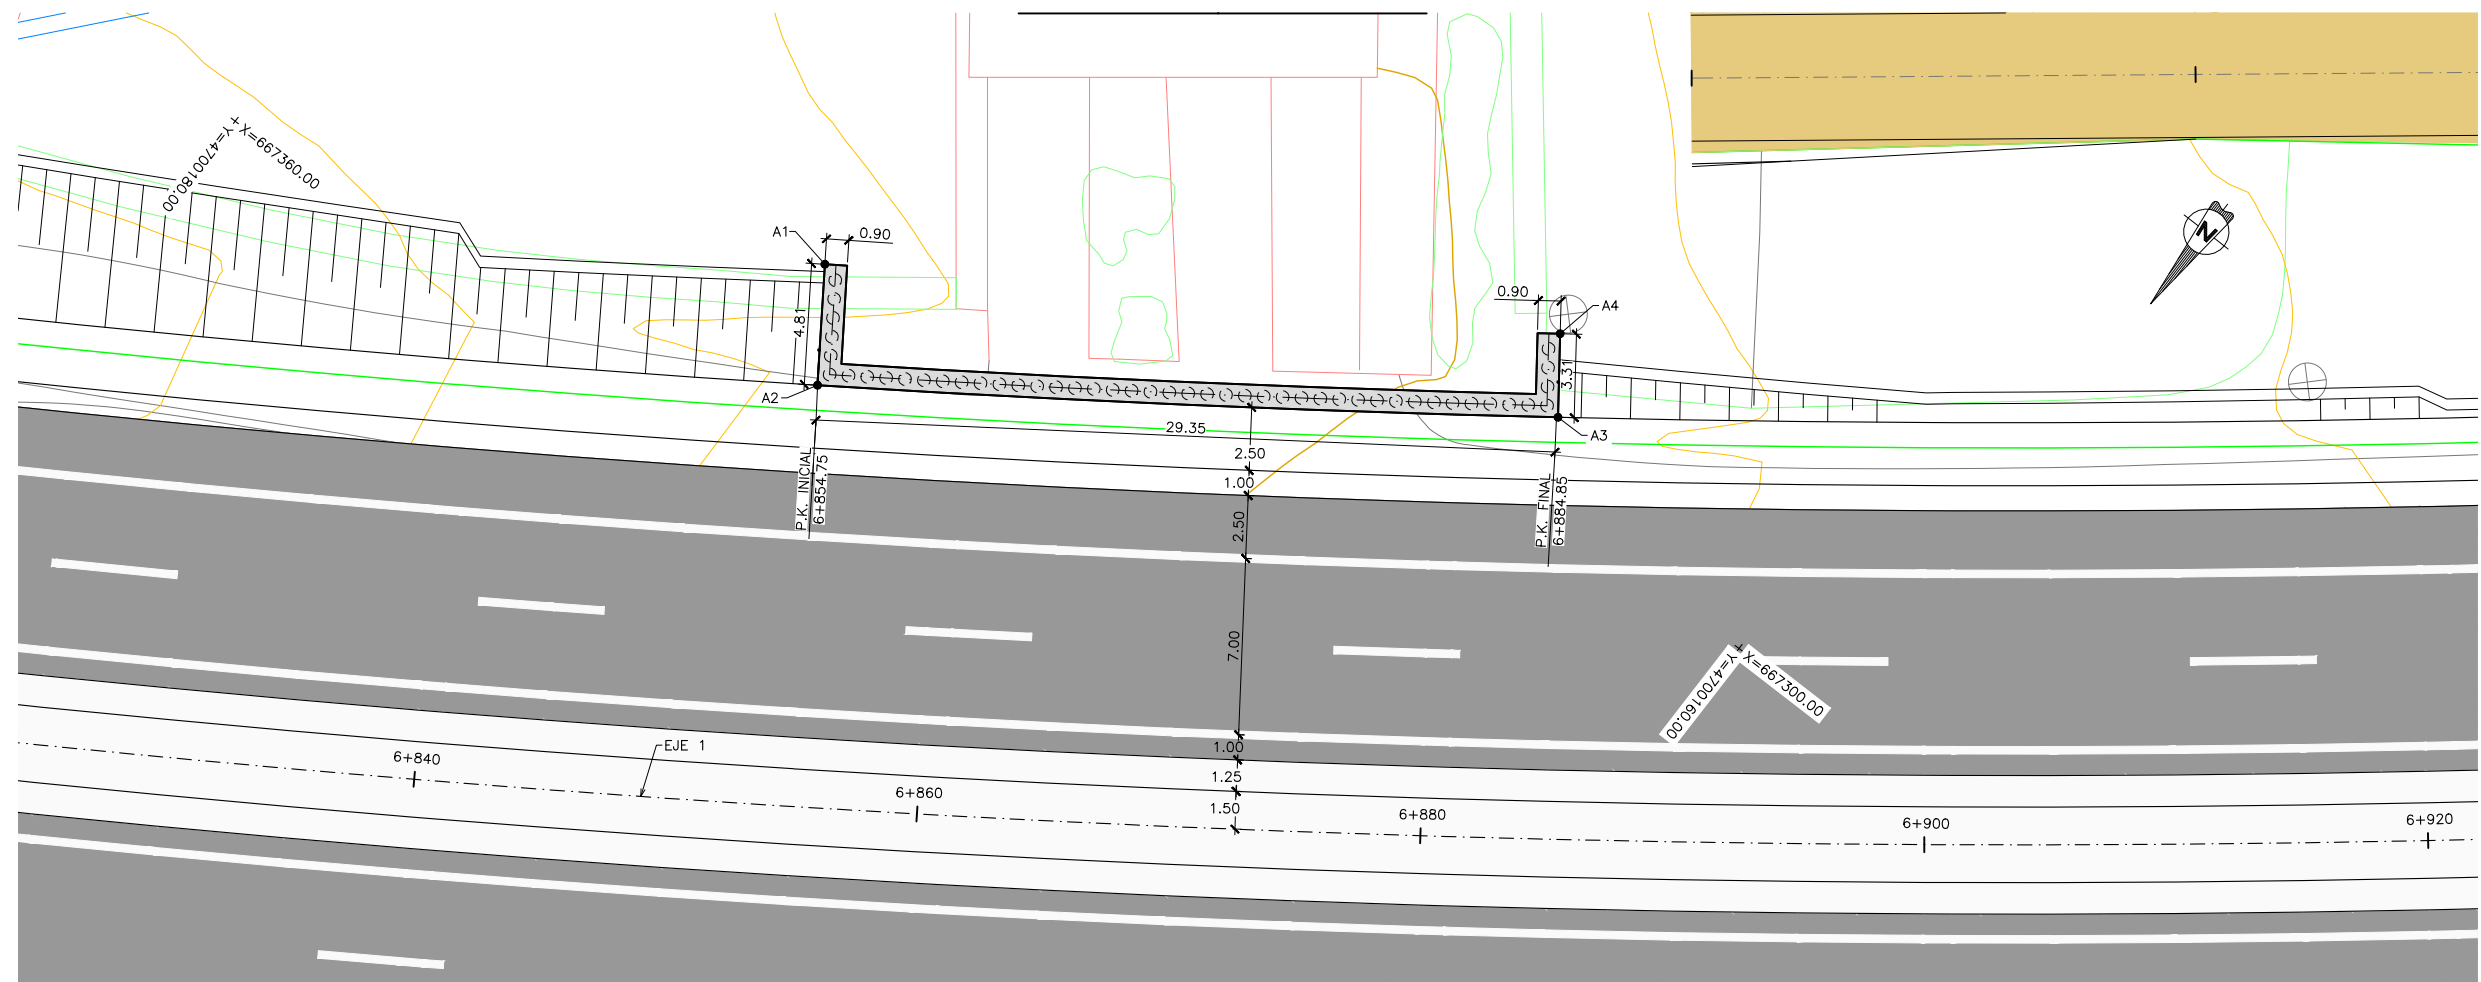 X=667360.00
Y=4700180.00
A1
0.90
N
0.90
A4
4.81
3.31
A2
A3
29.35
2.50
P.K. INICIAL
6+854.75
1.00
P.K. FINAL
6+884.85
2.50
7.00
X=667300.00
Y=4700160.00
EJE 1
1.00
6+840
1.25
6+860
1.50
6+880
6+900
6+920